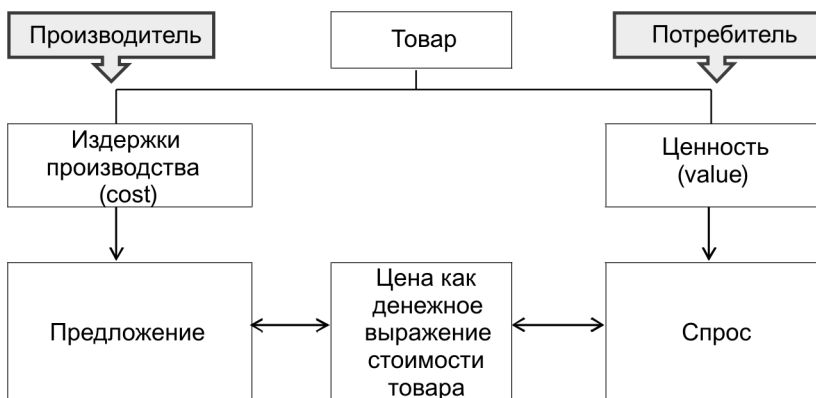 Производитель
Товар
Потребитель
Издержки
производства
(cost)
Ценность
(value)
Предложение
Цена как
денежное
выражение
стоимости
товара
Спрос